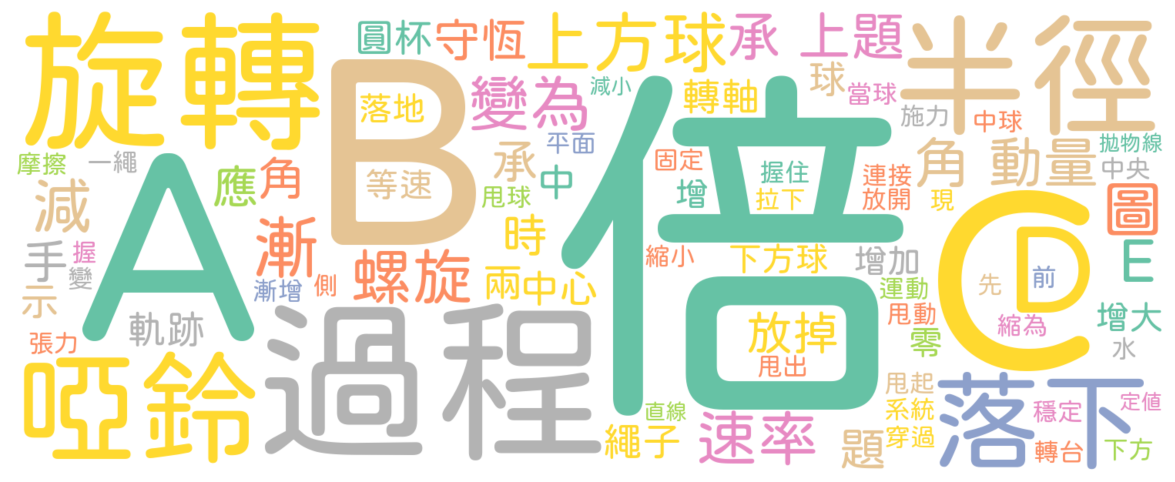 旋轉
圓杯
守恆
上方球
承
上題
半徑
B
落地
變為
減小
轉軸
球
當球
施力
中球
拋物線
倍
摩擦
一繩
A
應
角
等速
承
平面
甩球
中
固定
增
握住
拉下
連接
放開
角
動量
現
中央
圖
減
手
握
變
示
漸
漸增
側
螺旋
時
兩
中心
縮小
下方球
增加
運動
甩動
零
C
D
先
前
E
縮為
增大
水
張力
軌跡
過程
放掉
甩出
啞鈴
直線
繩子
速率
題
甩起
系統
穿過
落下
穩定
定值
轉台
下方